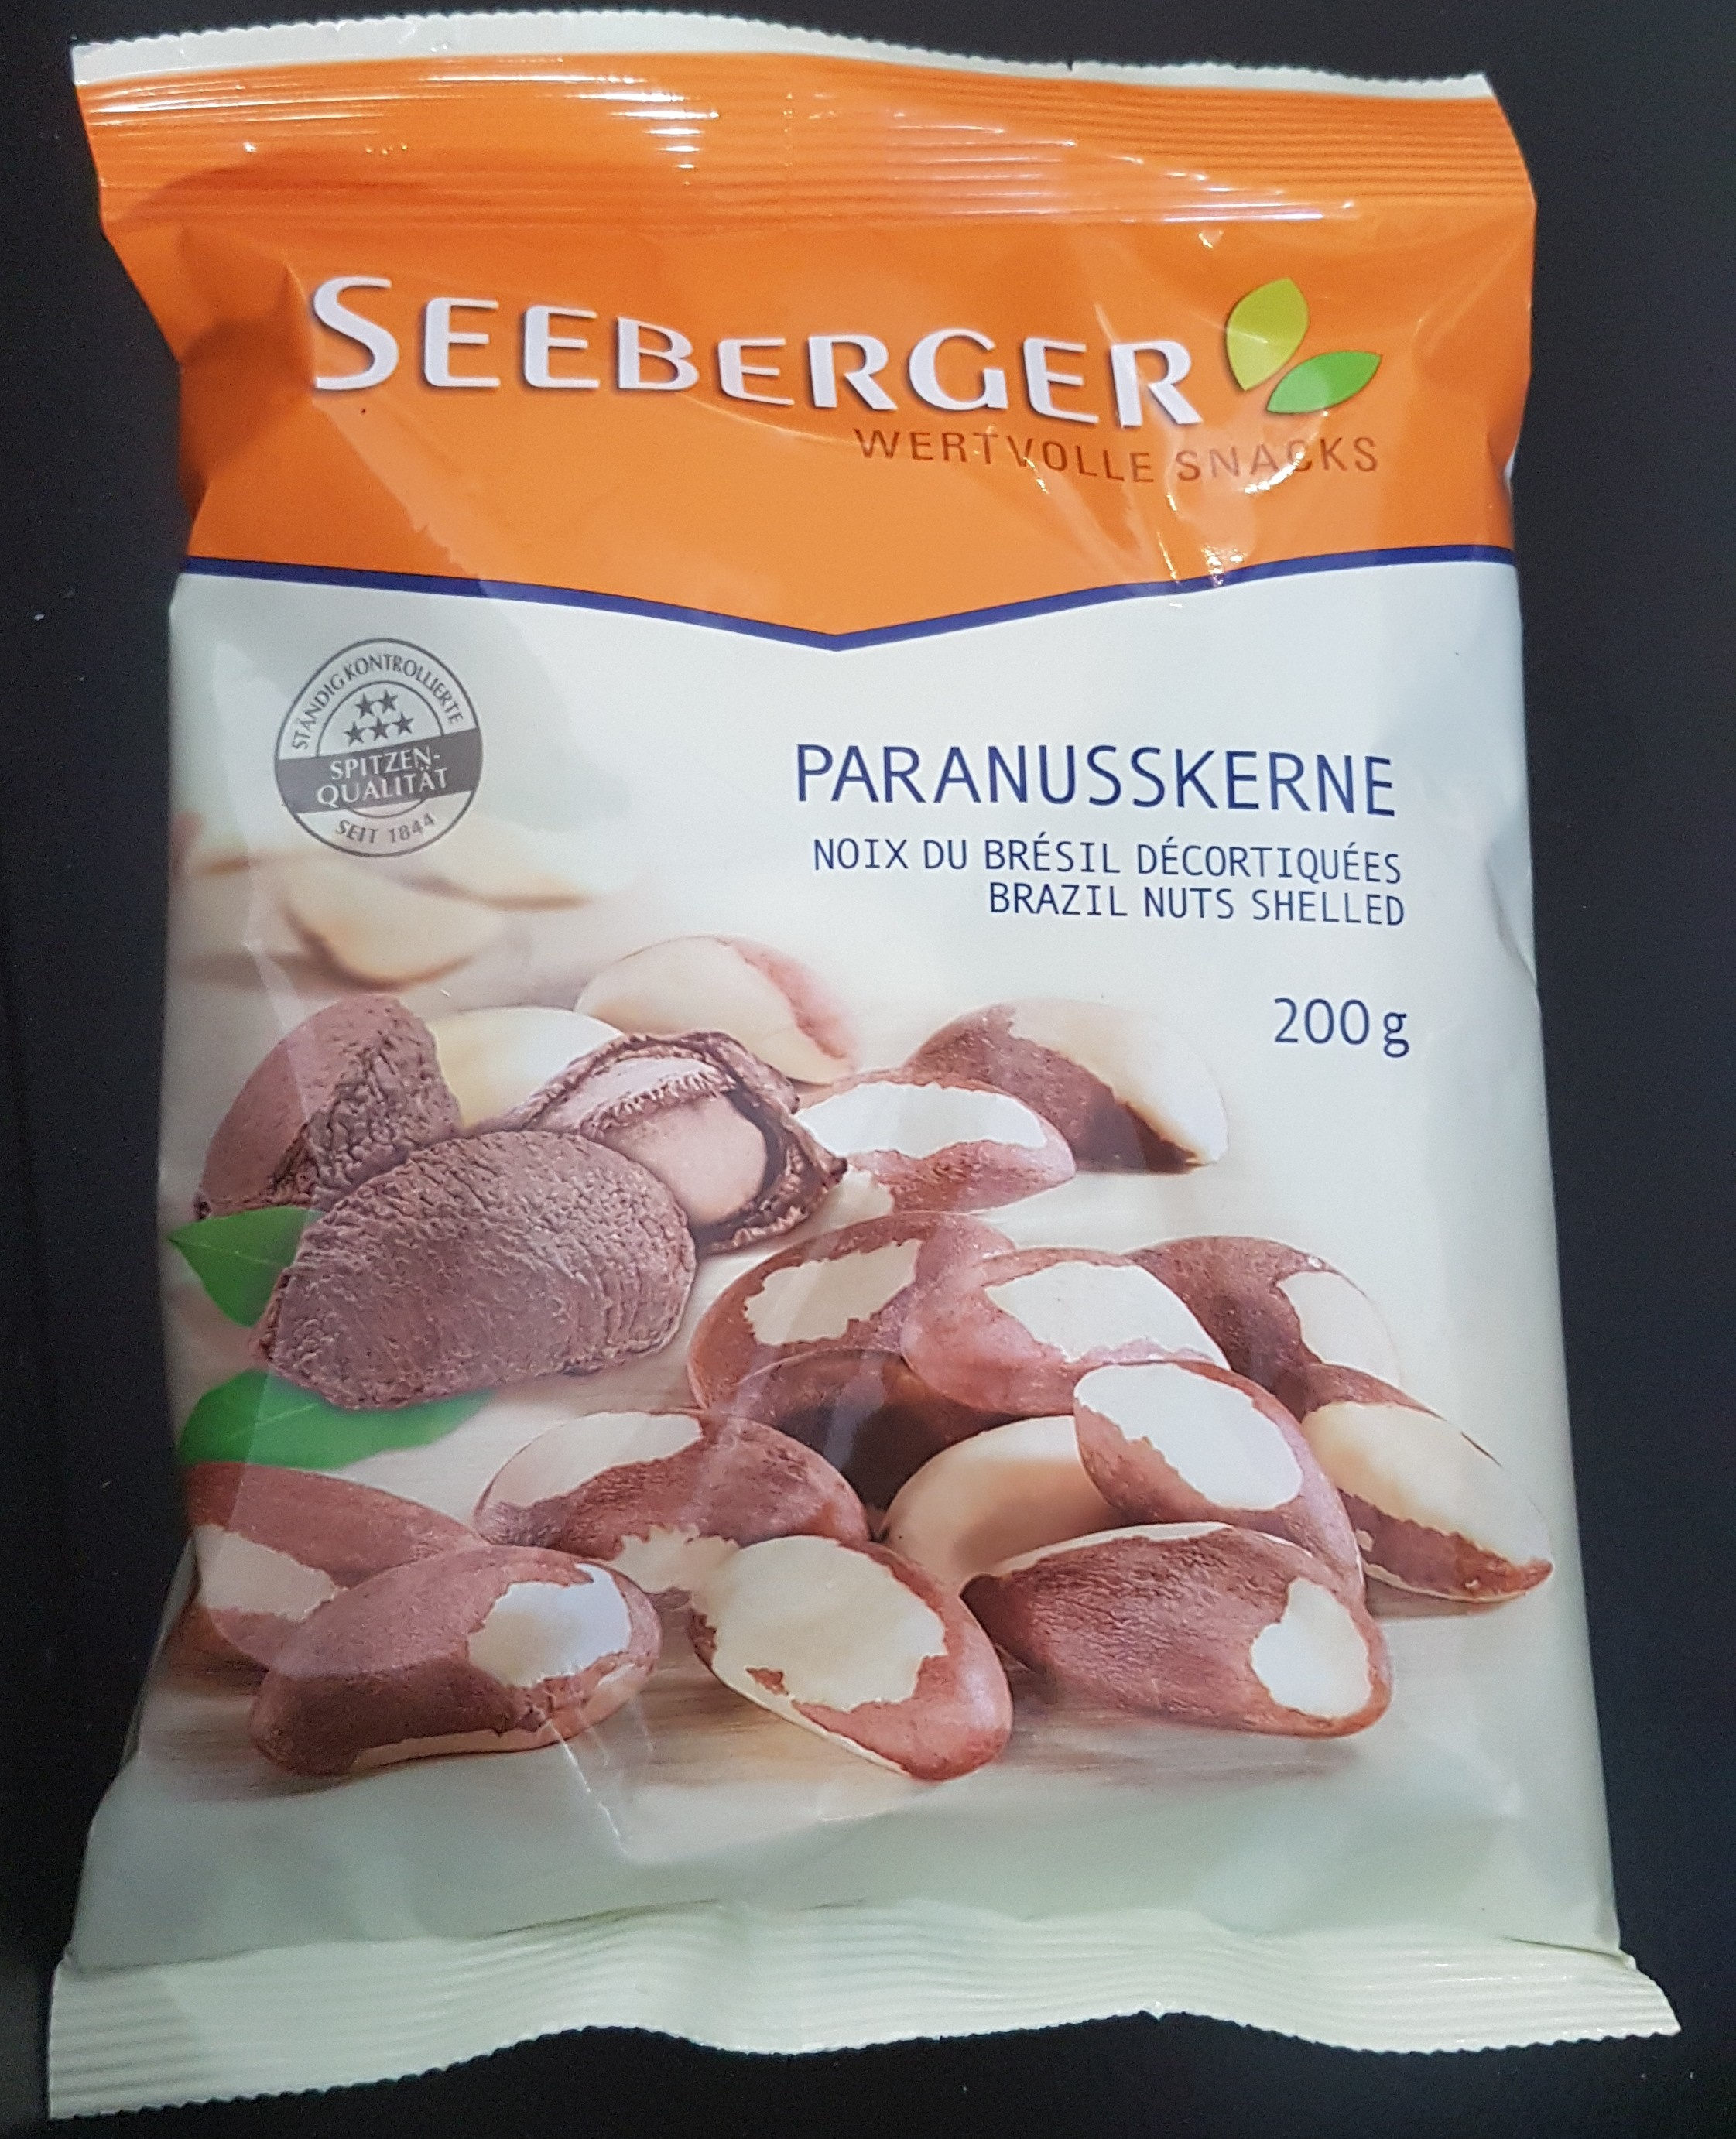 SEEBERGER
WERTVOLLE SNACKS
STÄNDIG KONTROLLIERTE
SPITZEN-
QUALITÄT
SEIT 1844
PARANUSSKERNE
NOIX DU BRÉSIL DÉCORTIQUÉES
BRAZIL NUTS SHELLED
200 g